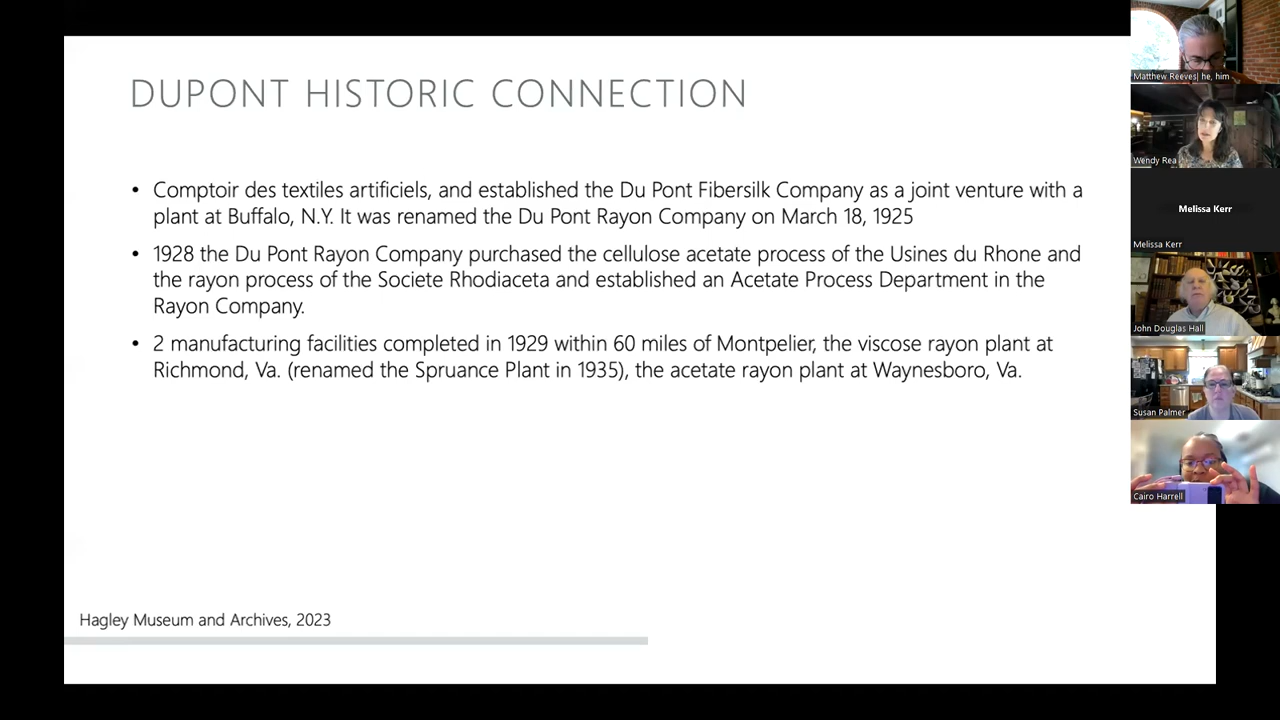 DUPONT HISTORIC CONNECTION
• Comptoir des textiles artificiels, and established the Du Pont Fibersilk Company as a joint venture with a
plant at Buffalo, N.Y. It was renamed the Du Pont Rayon Company on March 18, 1925
• 1928 the Du Pont Rayon Company purchased the cellulose acetate process of the Usines du Rhone and
the rayon process of the Societe Rhodiaceta and established an Acetate Process Department in the
Rayon Company.
• 2 manufacturing facilities completed in 1929 within 60 miles of Montpelier, the viscose rayon plant at
Richmond, Va. (renamed the Spruance Plant in 1935), the acetate rayon plant at Waynesboro, Va.
Hagley Museum and Archives, 2023
Matthew Reeves| he, him
Wendy Rea
Melissa Kerr
Melissa Kerr
John Douglas Hall
Susan Palmer
Cairo Harrell